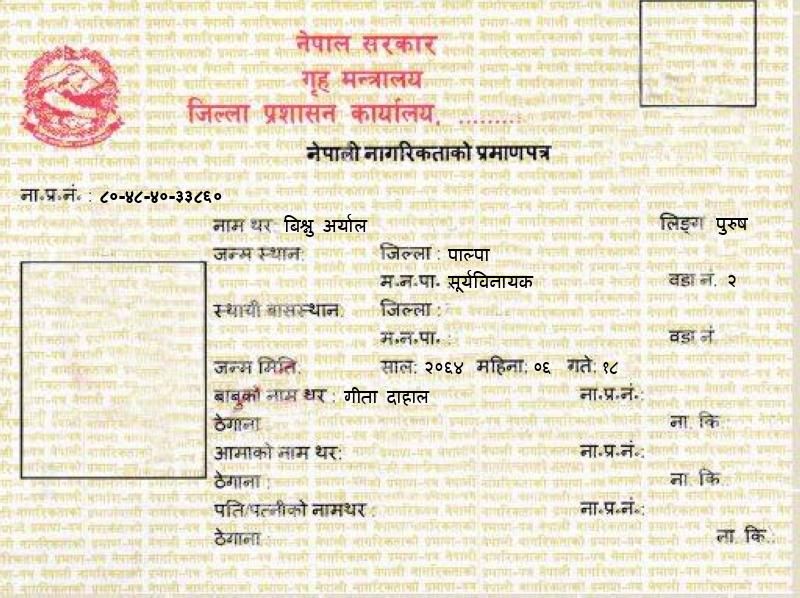 नेपाल सरकार
गृह मन्त्रालय
जिल्ला प्रशासन कार्यालय, .........
नेपाली नागरिकताको प्रमाणपत्र
ना.प्र.नं. : ८०-४८-४०-३३८६०
नाम थर: बिश्नु अर्याल लिङ्ग पुरुष
जन्म स्थान: जिल्ला : पाल्पा
म.न.पा. सूर्यविनायक वडा नं. २
स्थायी बासस्थान: जिल्ला :
म.न.पा. : वडा नं.
जन्म मिति: साल: २०६४ महिना: ०६ गते: १८
बाबुको नाम थर : गीता दाहाल ना.प्र.नं.:
ठेगाना : ना. कि.:
आमाको नाम थर: ना.प्र.नं.:
ठेगाना : ना. कि.
पति/पत्नीको नामथर : ना.प्र.नं.:
ठेगाना : ना. कि.: